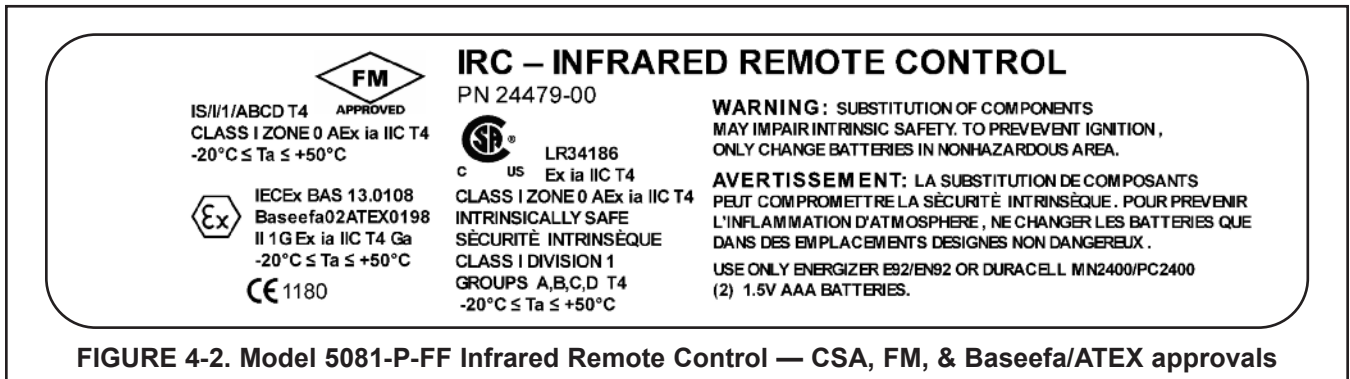 FM
APPROVED
IS/I/1/ABCD T4
CLASS I ZONE 0 AEx ia IIC T4
-20°C ≤ Ta ≤ +50°C
Ex
IECEx BAS 13.0108
Baseefa02ATEX0198
II 1G Ex ia IIC T4 Ga
-20°C ≤ Ta ≤ +50°C
CE 1180
IRC – INFRARED REMOTE CONTROL
PN 24479-00
SA ®
C US
LR34186
Ex ia IIC T4
CLASS I ZONE 0 AEx ia IIC T4
INTRINSICALLY SAFE
SÈCURITÈ INTRINSÈQUE
CLASS I DIVISION 1
GROUPS A,B,C,D T4
-20°C ≤ Ta ≤ +50°C
WARNING: SUBSTITUTION OF COMPONENTS
MAY IMPAIR INTRINSIC SAFETY. TO PREVEVENT IGNITION,
ONLY CHANGE BATTERIES IN NONHAZARDOUS AREA.
AVERTISSEMENT: LA SUBSTITUTION DE COMPOSANTS
PEUT COMPROMETTRE LA SÈCURITÈ INTRINSÈQUE. POUR PREVENIR
L'INFLAMMATION D'ATMOSPHERE, NE CHANGER LES BATTERIES QUE
DANS DES EMPLACEMENTS DESIGNES NON DANGEREUX.
USE ONLY ENERGIZER E92/EN92 OR DURACELL MN2400/PC2400
(2) 1.5V AAA BATTERIES.
FIGURE 4-2. Model 5081-P-FF Infrared Remote Control — CSA, FM, & Baseefa/ATEX approvals